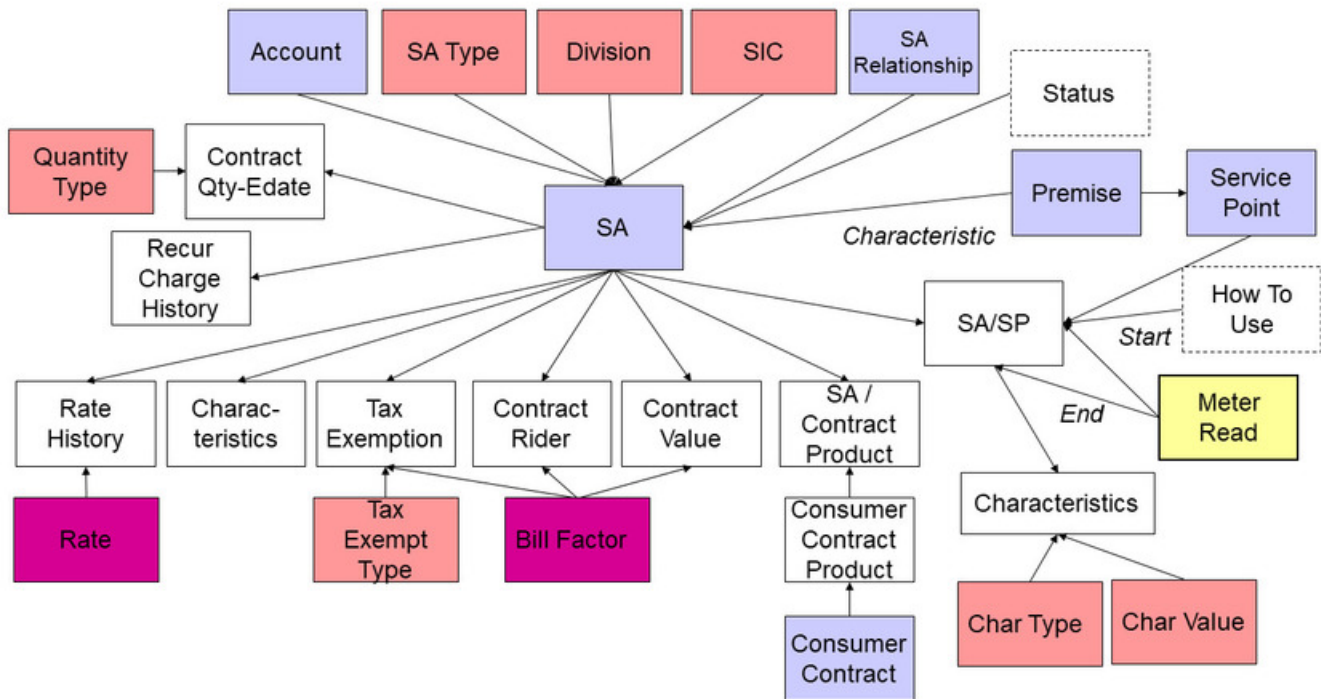 Account
SA Type
Division
SIC
SA
Relationship
Status
Quantity
Type
Contract
Qty-Edate
SA
Premise
Service
Point
Characteristic
Recur
Charge
History
SA/SP
How To
Use
Start
Rate
History
Charac-
teristics
Tax
Exemption
Contract
Rider
Contract
Value
SA /
Contract
Product
End
Meter
Read
Rate
Tax
Exempt
Type
Bill Factor
Consumer
Contract
Product
Characteristics
Char Type
Char Value
Consumer
Contract